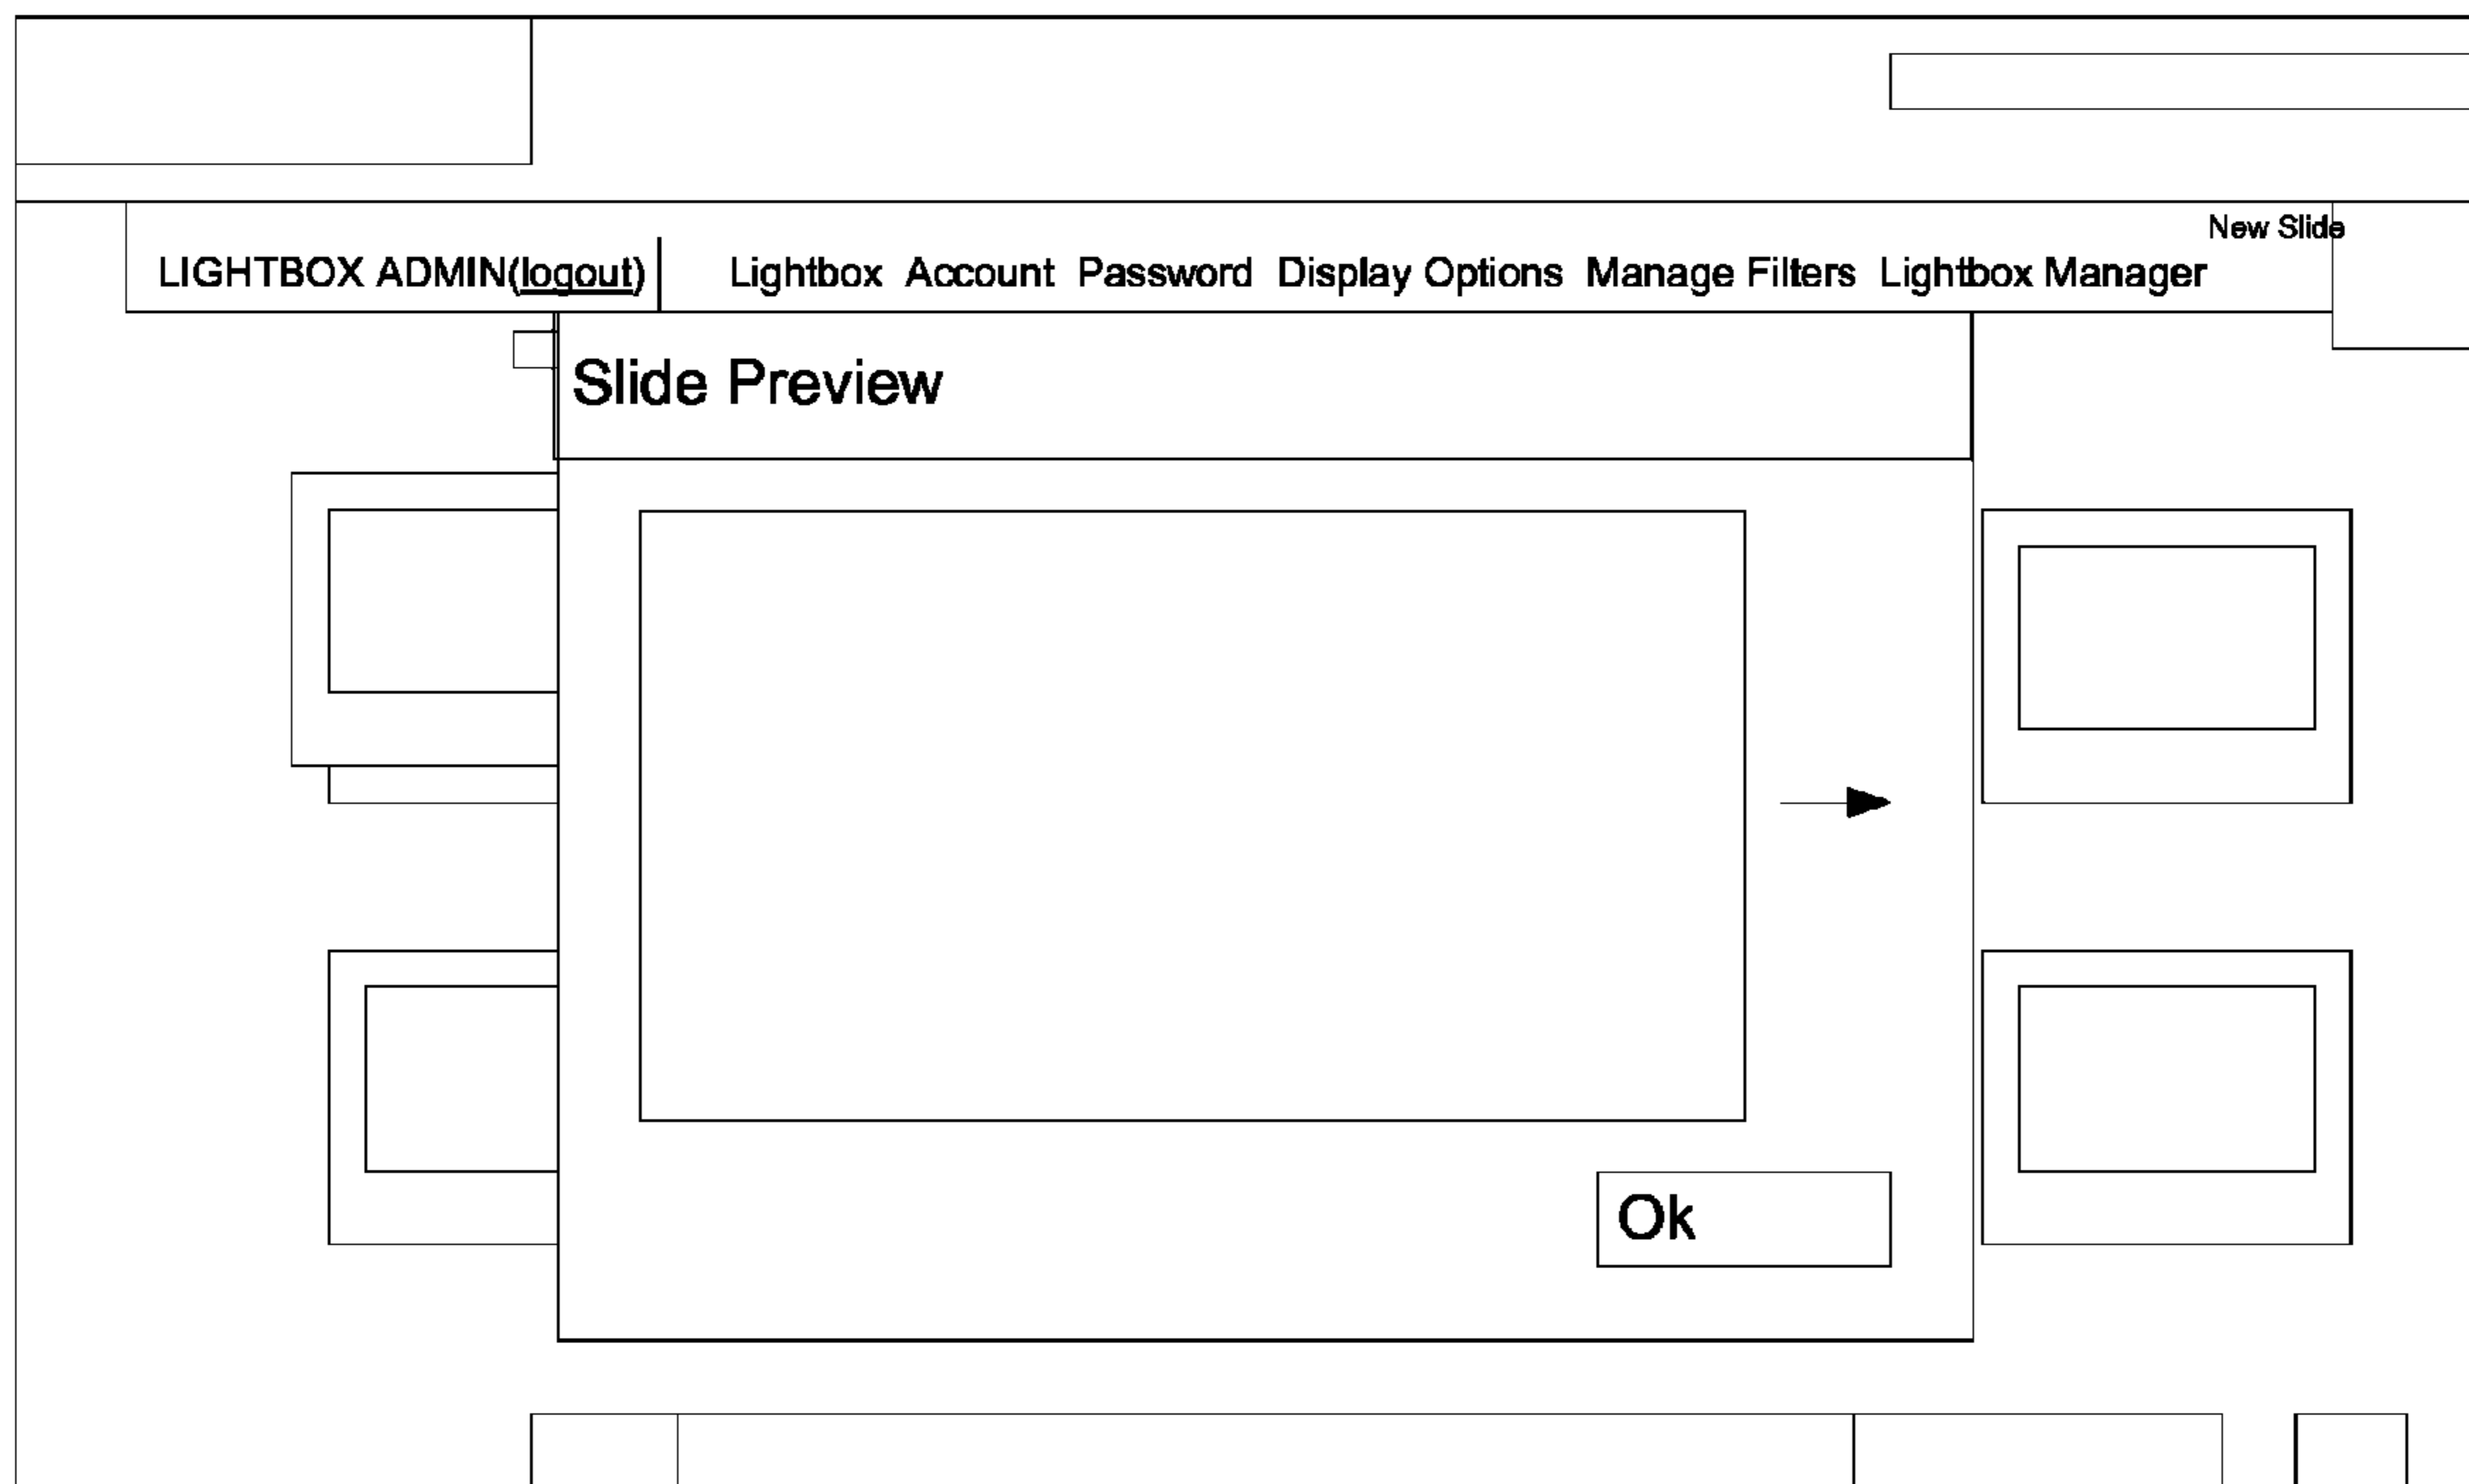 New Slide
LIGHTBOX ADMIN(logout) Lightbox Account Password Display Options Manage Filters Lightbox Manager
Slide Preview
Ok